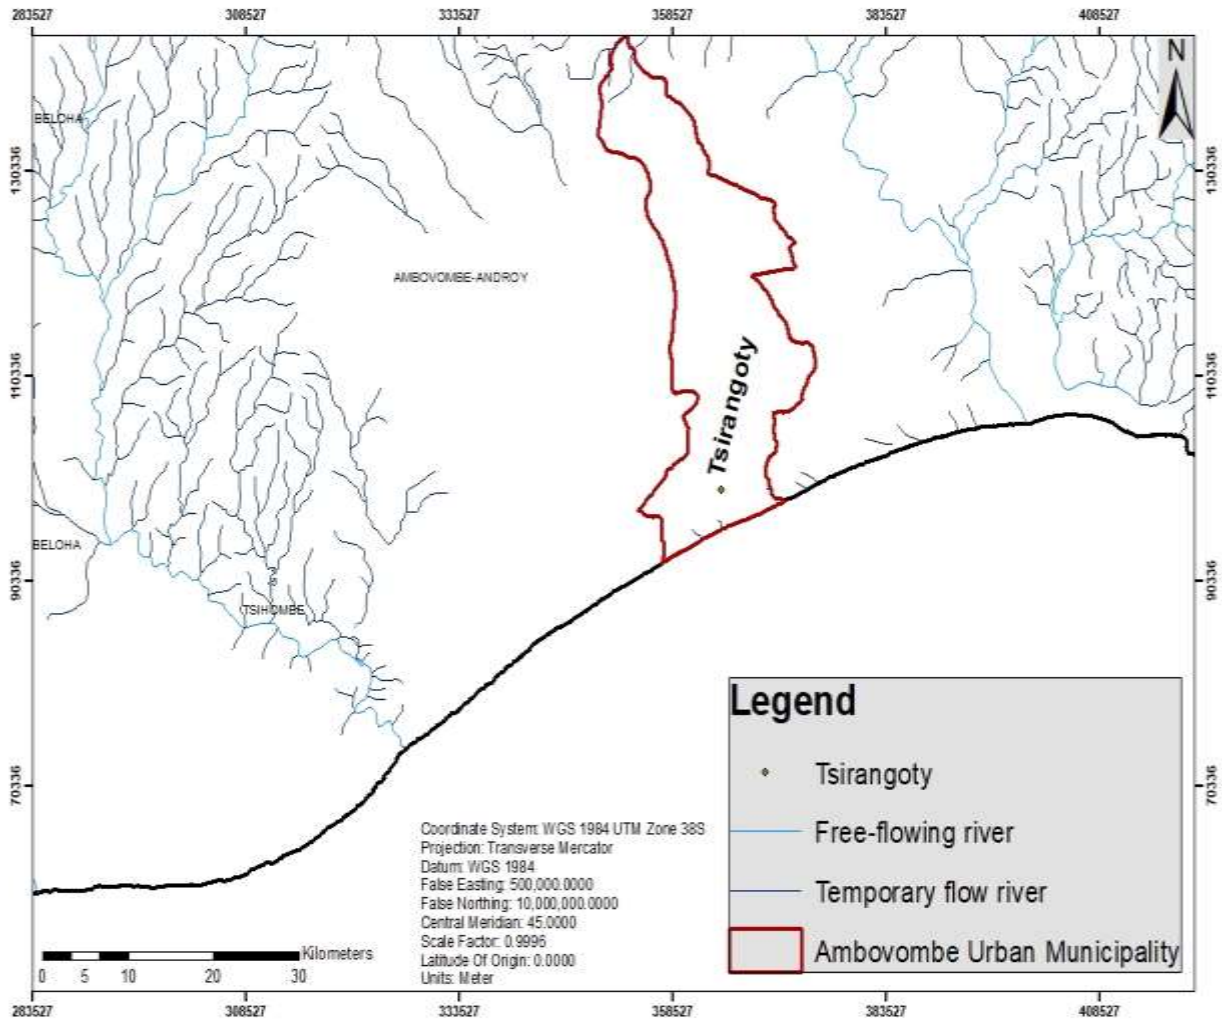 283527 308527 333527 358527 383527 408527
N
BELOHA
130336 130336
AMBOVOMBE-ANDROY
110336 110336
Tsirangoty
BELOHA
90336 90336
TSIHOMBE
Legend
Tsirangoty
Free-flowing river
Temporary flow river
Ambovombe Urban Municipality
70336 70336
Coordinate System: WGS 1984 UTM Zone 38S
Projection: Transverse Mercator
Datum: WGS 1984
False Easting: 500,000.0000
False Northing: 10,000,000.0000
Central Meridian: 45.0000
Scale Factor: 0.9996
Latitude Of Origin: 0.0000
Units: Meter
Kilometers
0 5 10 20 30
283527 308527 333527 358527 383527 408527